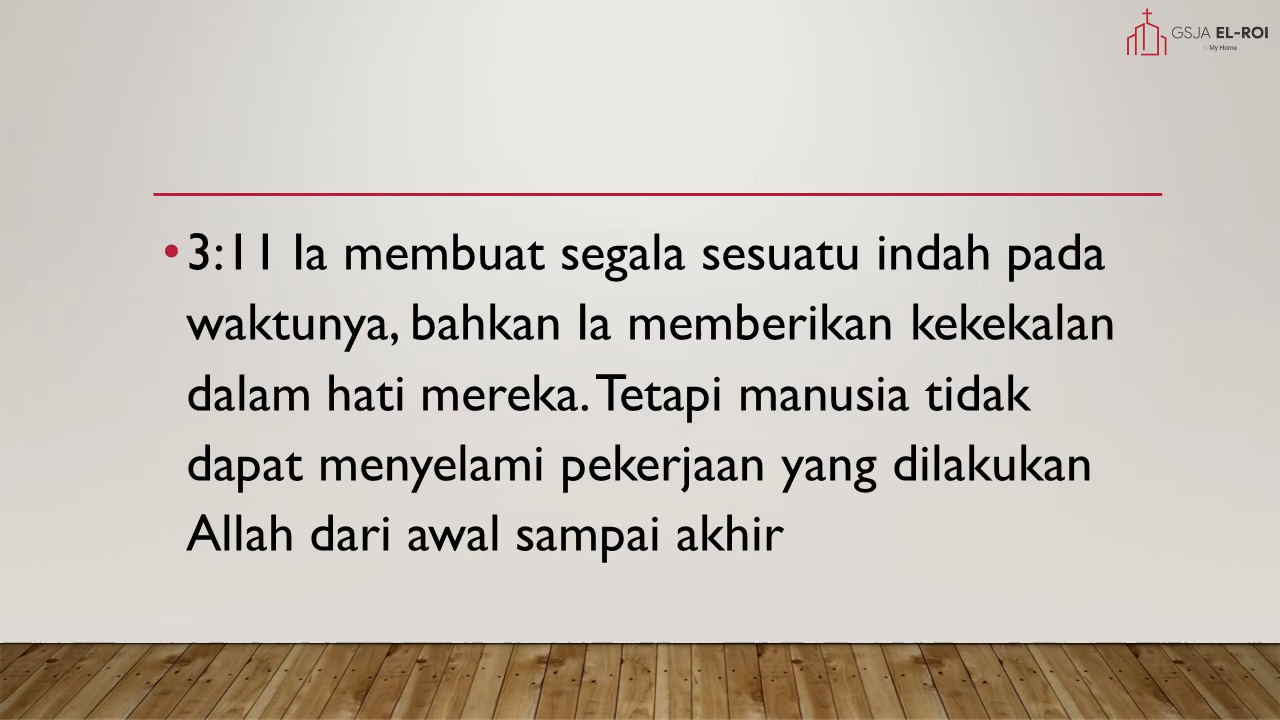 GSJA EL-ROI
My Home
• 3:11 Ia membuat segala sesuatu indah pada
waktunya, bahkan Ia memberikan kekekalan
dalam hati mereka. Tetapi manusia tidak
dapat menyelami pekerjaan yang dilakukan
Allah dari awal sampai akhir